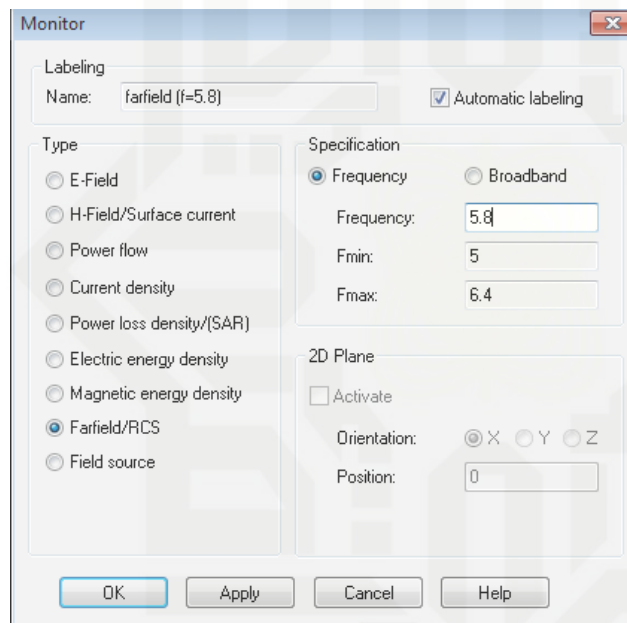 Monitor
Labeling
Name: farfield (f=5.8)
Automatic labeling
Type
E-Field
H-Field/Surface current
Power flow
Current density
Power loss density/(SAR)
Electric energy density
Magnetic energy density
Farfield/RCS
Field source
Specification
Frequency Broadband
Frequency: 5.8
Fmin: 5
Fmax: 6.4
2D Plane
Activate
Orientation: X Y Z
Position: 0
OK Apply Cancel Help